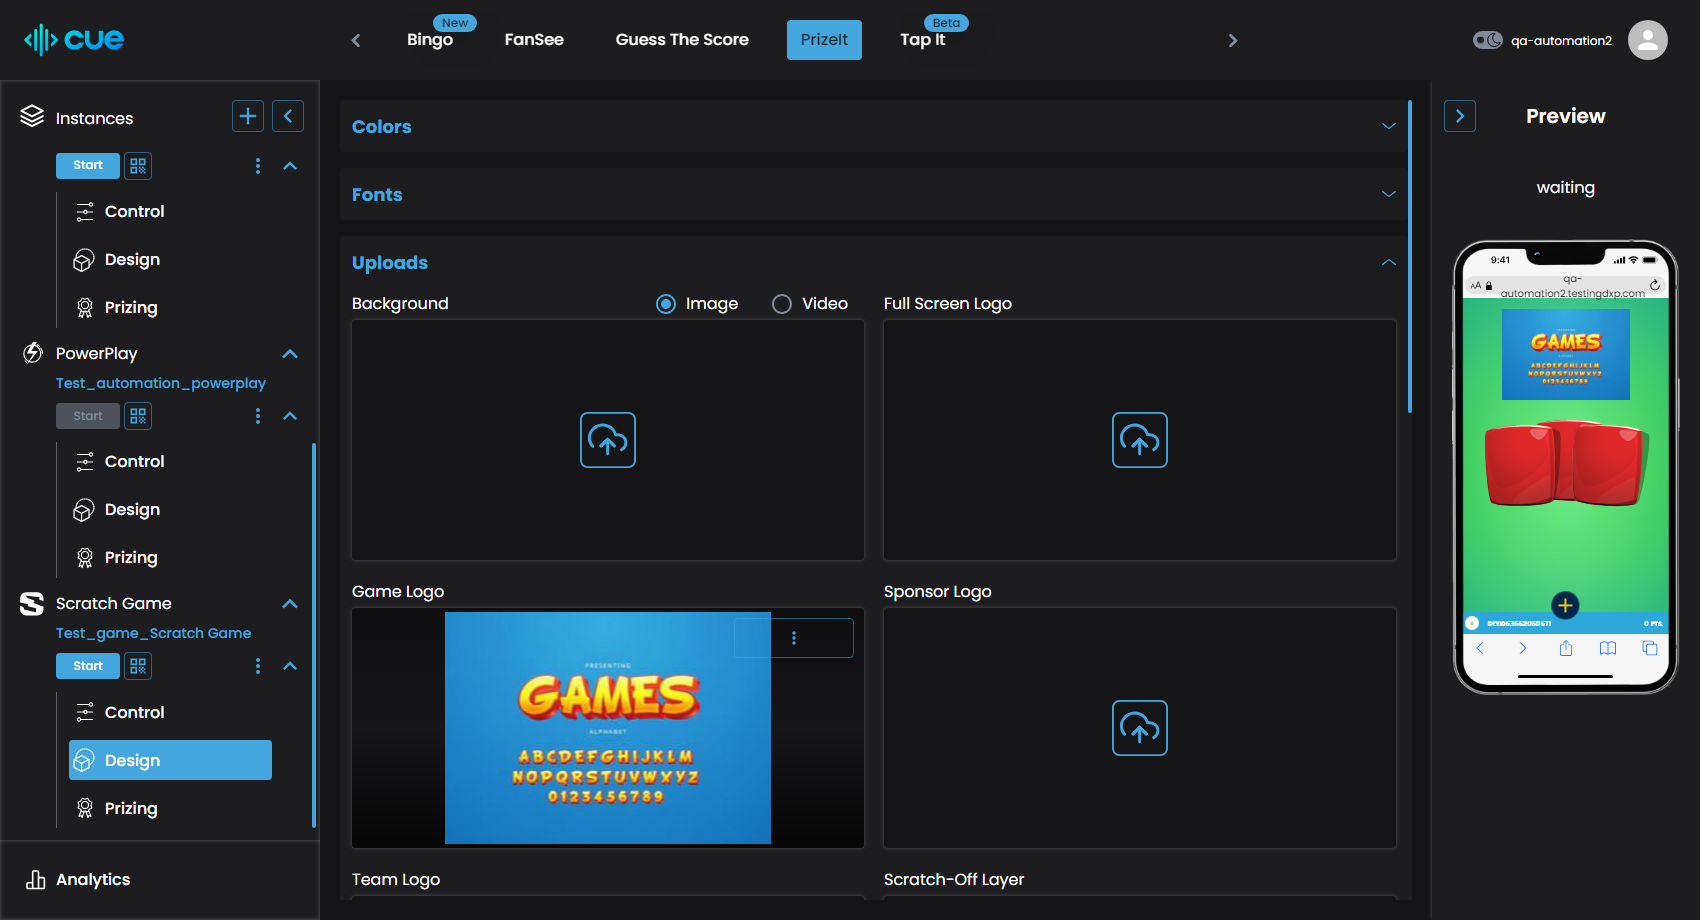 cue
Bingo
New
FanSee
Guess The Score
PrizeIt
Tap It
Beta
qa-automation2
Instances
Start
Control
Design
Prizing
PowerPlay
Test_automation_powerplay
Start
Control
Design
Prizing
Scratch Game
Test_game_Scratch Game
Start
Control
Design
Prizing
Analytics
Colors
Fonts
Uploads
Background
Image
Video
Full Screen Logo
Game Logo
PRESENTING
GAMES
ALPHABET
ABCDEFGHIJKLM
NOPQRSTUVWXYZ
0123456789
Sponsor Logo
Team Logo
Scratch-Off Layer
Preview
waiting
9:41
AA
qa-
automation2.testingdxp.com
GAMES
ABCDEFGHIJKLM
NOPQRSTUVWXYZ
0123456789
0 PTS.